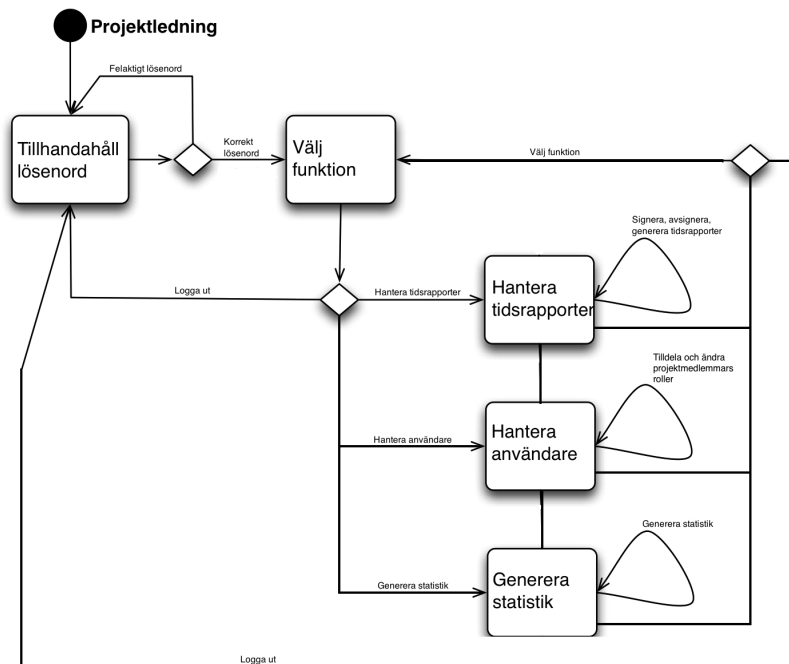 Projektledning
Felaktigt lösenord
Tillhandahåll
lösenord
Korrekt
lösenord
Välj
funktion
Välj funktion
Signera, avsignera,
generera tidsrapporter
Logga ut
Hantera tidsrapporter
Hantera
tidsrapporter
Tilldela och ändra
projektmedlemmars
roller
Hantera användare
Hantera
användare
Generera statistik
Generera statistik
Generera
statistik
Logga ut